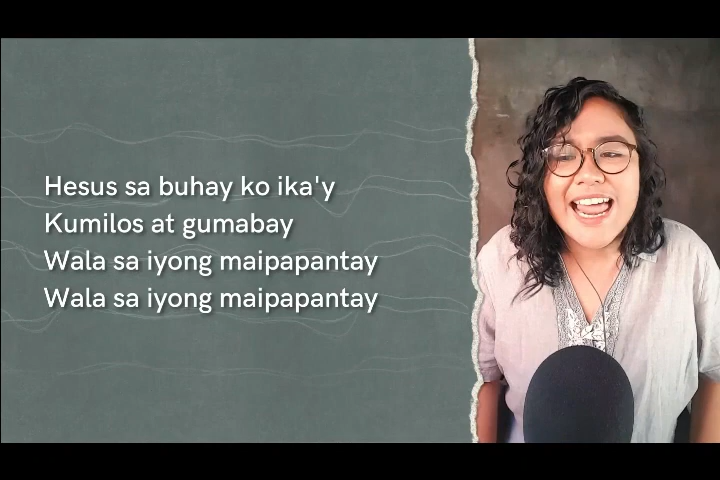 Hesus sa buhay ko ika'y
Kumilos at gumabay
Wala sa iyong maipapantay
Wala sa iyong maipapantay